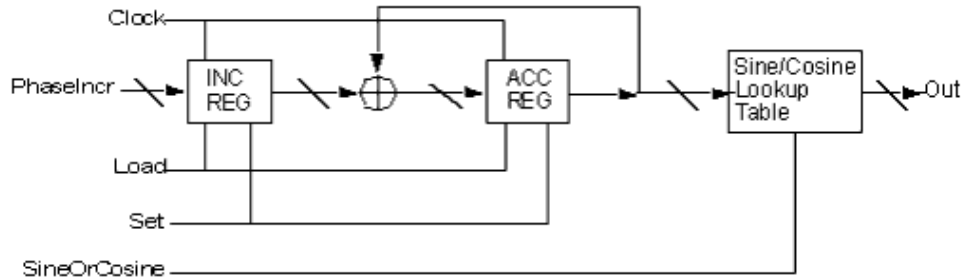 Clock
PhaseIncr
INC
REG
ACC
REG
Sine/Cosine
Lookup
Table
Out
Load
Set
SineOrCosine